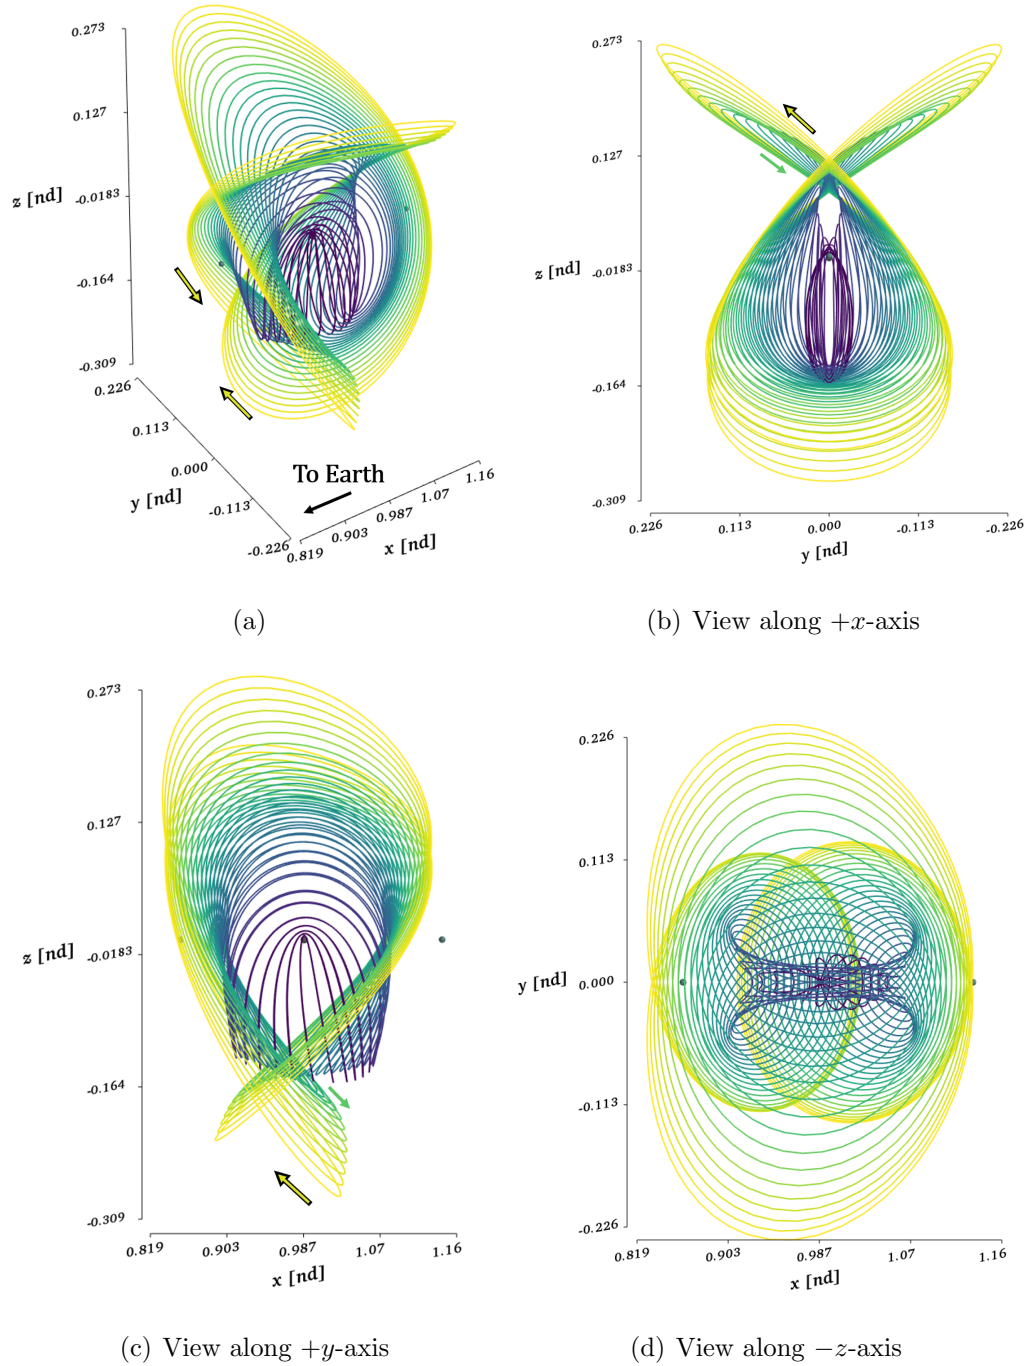 0.273
0.127
z [nd]
-0.0183
-0.164
-0.309
0.226
0.113
0.000
y [nd]
-0.113
-0.226
To Earth
0.819
0.903
0.987
1.07
1.16
x [nd]
(a)
0.273
0.127
z [nd]
-0.0183
-0.164
-0.309
0.226 0.113 0.000 -0.113 -0.226
y [nd]
(b) View along +x-axis
0.273
0.127
z [nd]
-0.0183
-0.164
-0.309
0.819 0.903 0.987 1.07 1.16
x [nd]
(c) View along +y-axis
0.226
0.113
y [nd]
0.000
-0.113
-0.226
0.819 0.903 0.987 1.07 1.16
x [nd]
(d) View along −z-axis